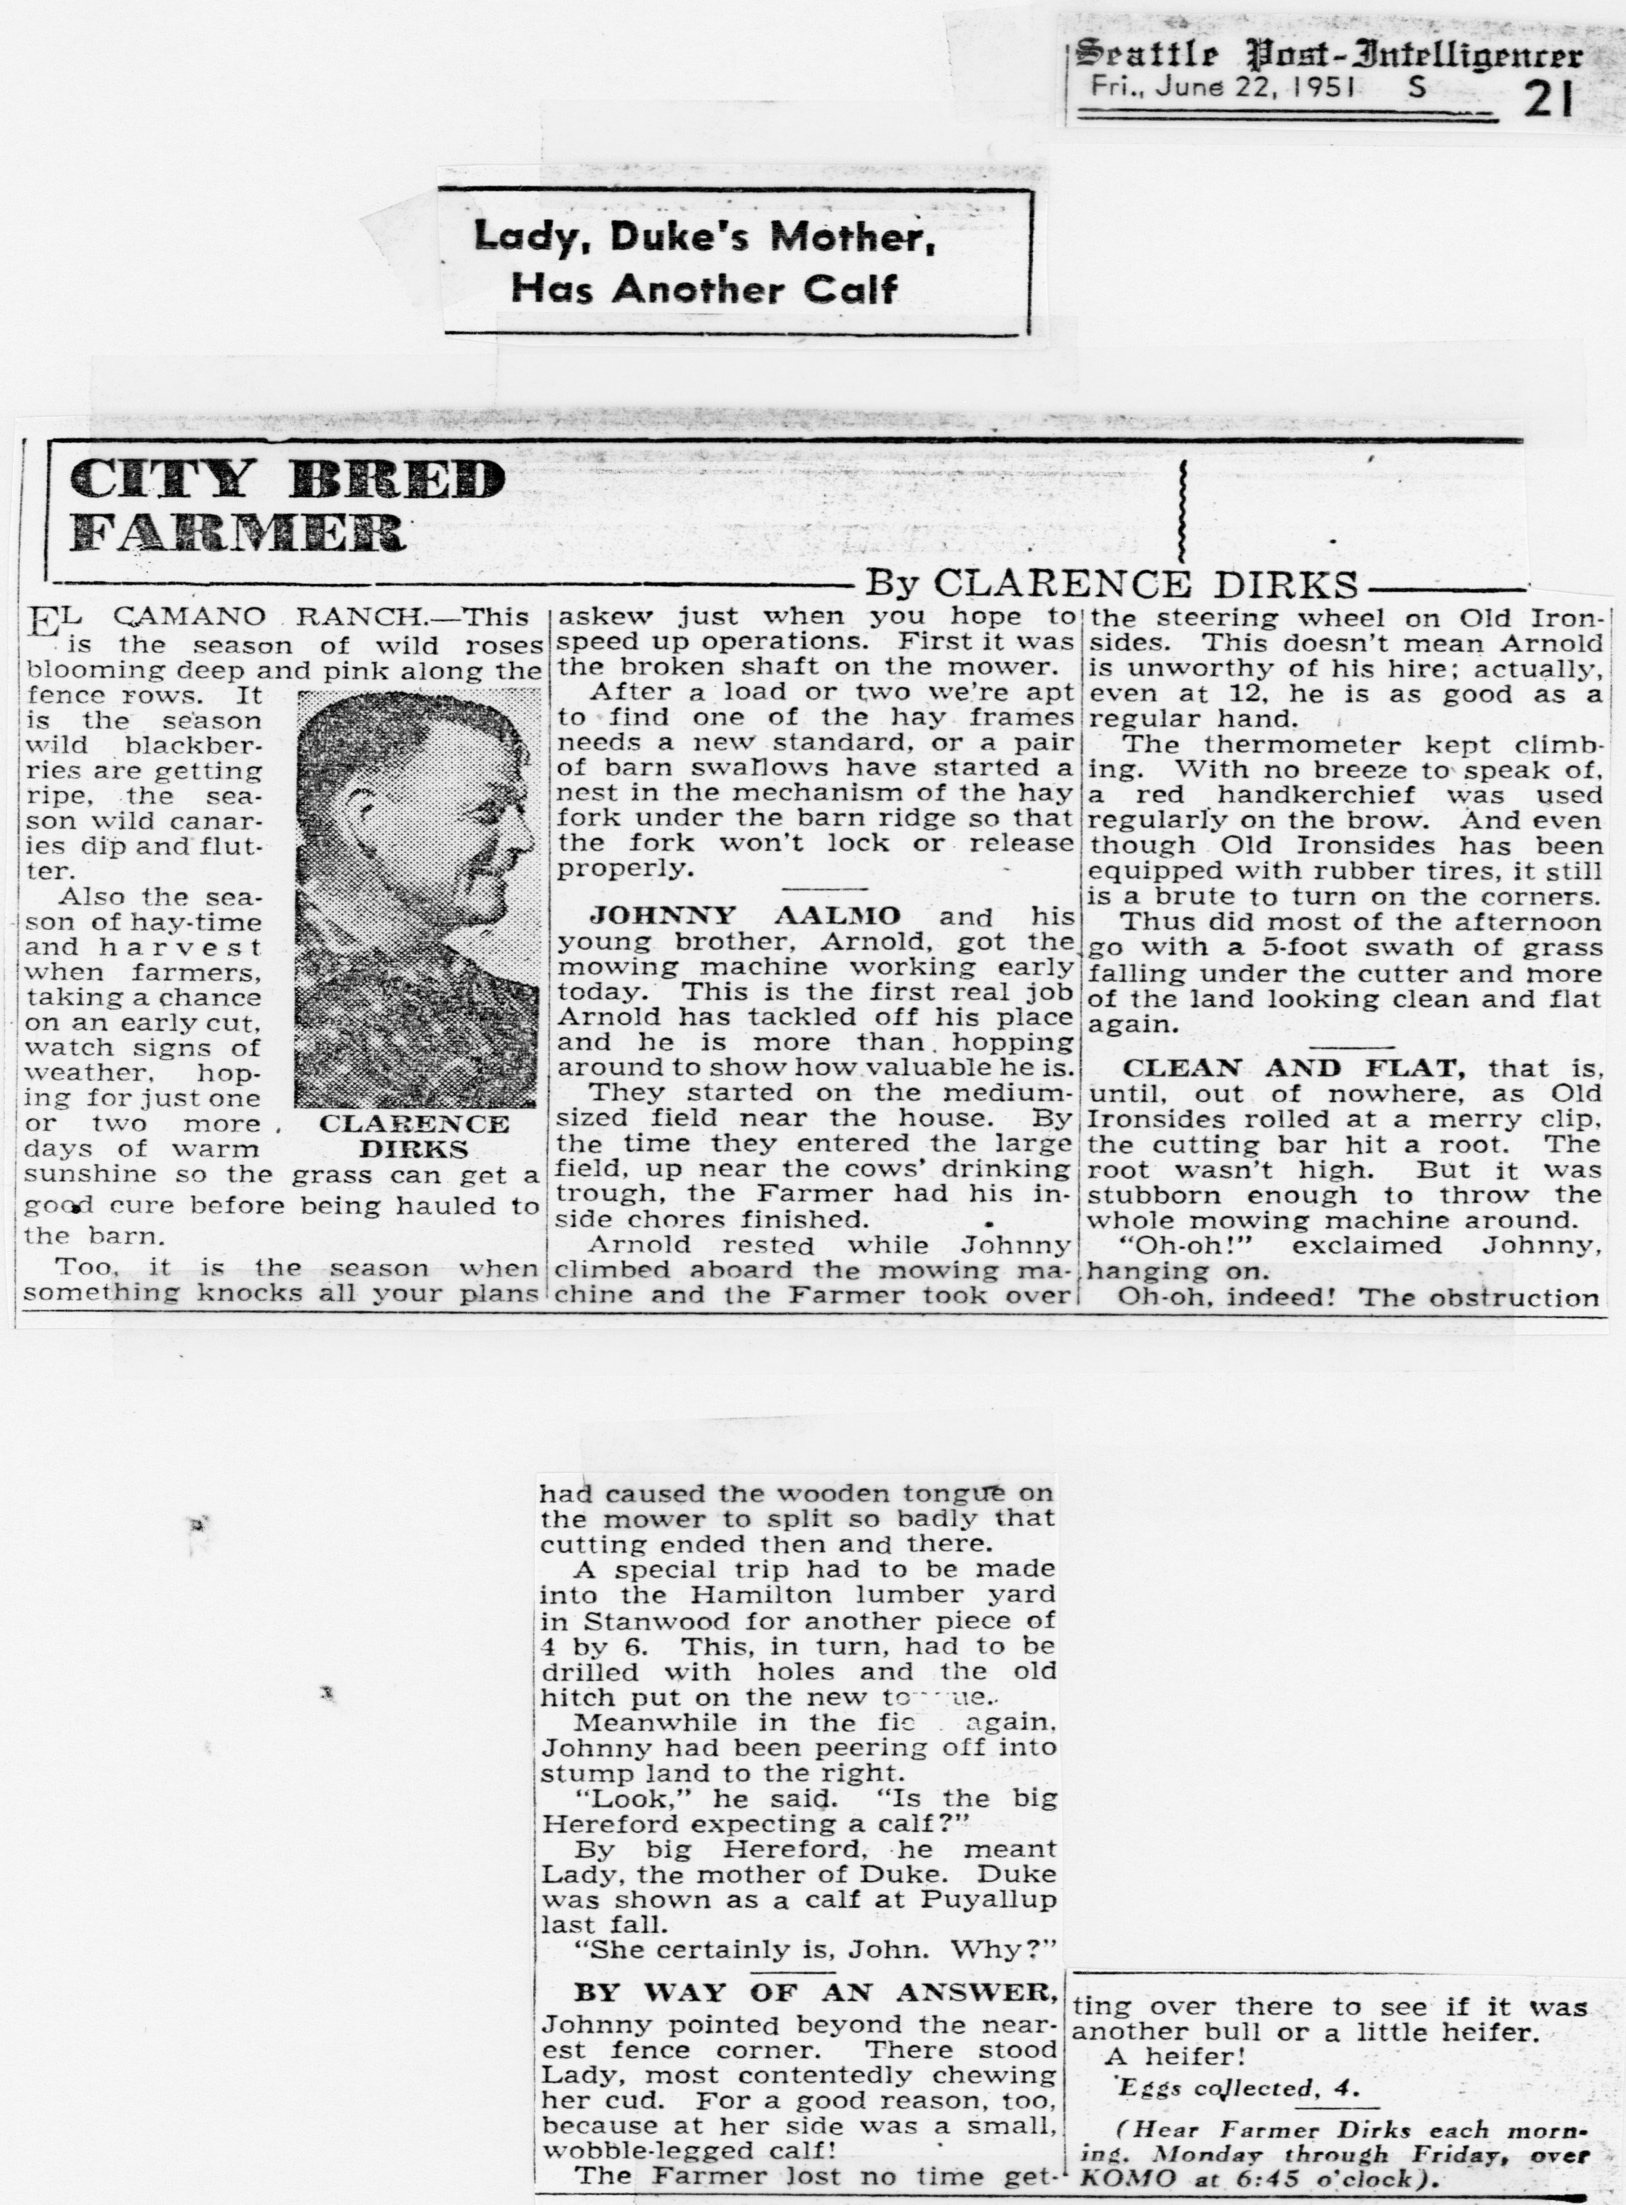 Seattle Post-Intelligencer
Fri., June 22, 1951 S 21
Lady, Duke's Mother,
Has Another Calf
CITY BRED
FARMER
By CLARENCE DIRKS
EL CAMANO RANCH.—This
is the season of wild roses
blooming deep and pink along the
fence rows. It
is the season
wild blackber-
ries are getting
ripe, the sea-
son wild canar-
ies dip and flut-
ter.
Also the sea-
son of hay-time
and harvest
when farmers,
taking a chance
on an early cut,
watch signs of
weather, hop-
ing for just one
or two more
days of warm
CLARENCE
DIRKS
sunshine so the grass can get a
good cure before being hauled to
the barn.
Too, it is the season when
something knocks all your plans
askew just when you hope to
speed up operations. First it was
the broken shaft on the mower.
After a load or two we're apt
to find one of the hay frames
needs a new standard, or a pair
of barn swallows have started a
nest in the mechanism of the hay
fork under the barn ridge so that
the fork won't lock or release
properly.
JOHNNY AALMO and his
young brother, Arnold, got the
mowing machine working early
today. This is the first real job
Arnold has tackled off his place
and he is more than hopping
around to show how valuable he is.
They started on the medium-
sized field near the house. By
the time they entered the large
field, up near the cows' drinking
trough, the Farmer had his in-
side chores finished.
Arnold rested while Johnny
climbed aboard the mowing ma-
chine and the Farmer took over
the steering wheel on Old Iron-
sides. This doesn't mean Arnold
is unworthy of his hire; actually,
even at 12, he is as good as a
regular hand.
The thermometer kept climb-
ing. With no breeze to speak of,
a red handkerchief was used
regularly on the brow. And even
though Old Ironsides has been
equipped with rubber tires, it still
is a brute to turn on the corners.
Thus did most of the afternoon
go with a 5-foot swath of grass
falling under the cutter and more
of the land looking clean and flat
again.
CLEAN AND FLAT, that is,
until, out of nowhere, as Old
Ironsides rolled at a merry clip,
the cutting bar hit a root. The
root wasn't high. But it was
stubborn enough to throw the
whole mowing machine around.
"Oh-oh!" exclaimed Johnny,
hanging on.
Oh-oh, indeed! The obstruction
had caused the wooden tongue on
the mower to split so badly that
cutting ended then and there.
A special trip had to be made
into the Hamilton lumber yard
in Stanwood for another piece of
4 by 6. This, in turn, had to be
drilled with holes and the old
hitch put on the new
Meanwhile in the again,
Johnny had been peering off into
stump land to the right.
"Look," he said. "Is the big
Hereford expecting a calf?"
By big Hereford, he meant
Lady, the mother of Duke. Duke
was shown as a calf at Puyallup
last fall.
"She certainly is, John. Why?"
BY WAY OF AN ANSWER,
Johnny pointed beyond the near-
est fence corner. There stood
Lady, most contentedly chewing
her cud. For a good reason, too,
because at her side was a small,
wobble-legged calf!
The Farmer lost no time get-
ting over there to see if it was
another bull or a little heifer.
A heifer!
Eggs collected, 4.
(Hear Farmer Dirks each morn-
ing, Monday through Friday, over
KOMO at 6:45 o'clock).